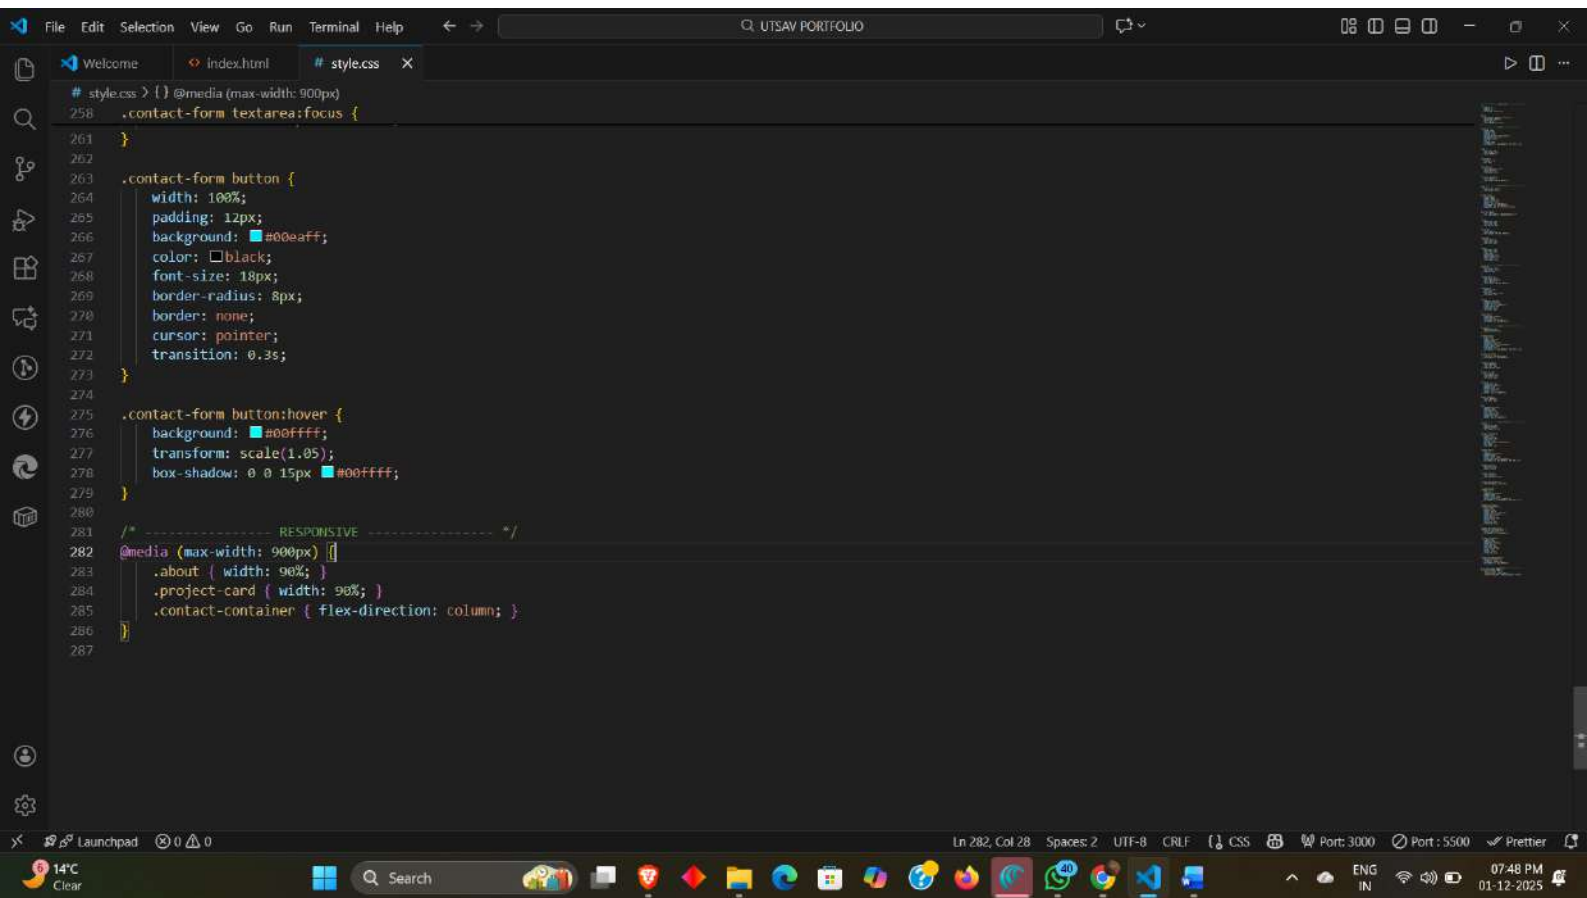 File Edit Selection View Go Run Terminal Help
UTSAV PORTFOLIO
Welcome
index.html
# style.css
# style.css > {} @media (max-width: 900px)
258 .contact-form textarea:focus {
261 }
262
263 .contact-form button {
264 width: 100%;
265 padding: 12px;
266 background: #00eaff;
267 color: black;
268 font-size: 18px;
269 border-radius: 8px;
270 border: none;
271 cursor: pointer;
272 transition: 0.3s;
273 }
274
275 .contact-form button:hover {
276 background: #00ffff;
277 transform: scale(1.05);
278 box-shadow: 0 0 15px #00ffff;
279 }
280
281 /* ---------------- RESPONSIVE ---------------- */
282 @media (max-width: 900px) {
283 .about { width: 90%; }
284 .project-card { width: 90%; }
285 .contact-container { flex-direction: column; }
286 }
287
Launchpad 0 0
Ln 282, Col 28 Spaces: 2 UTF-8 CRLF {} CSS Port: 3000 Port : 5500 Prettier
6
14°C
Clear
Search
40
ENG
IN
07:48 PM
01-12-2025